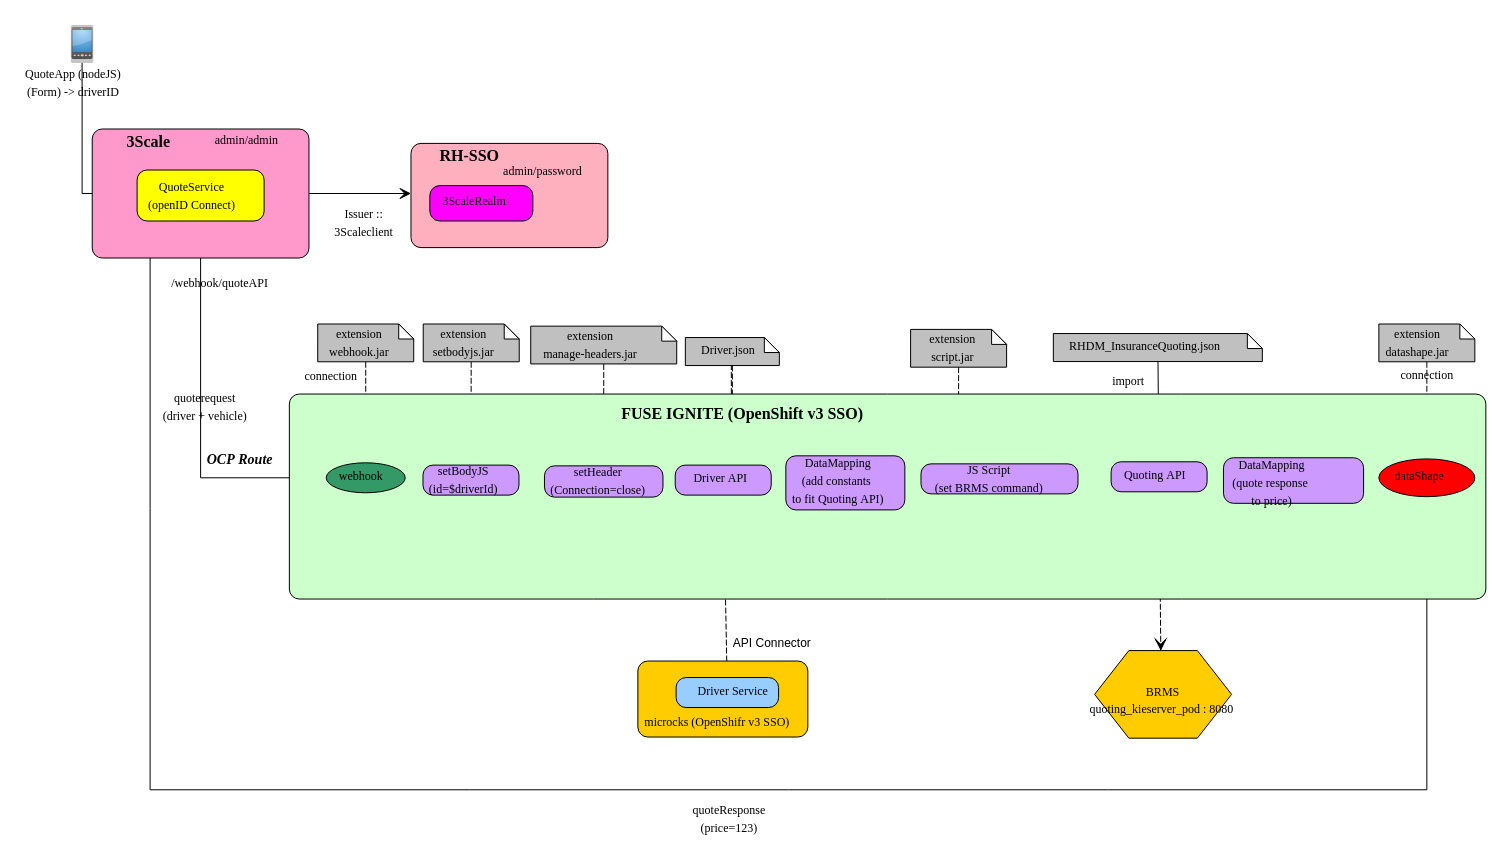 QuoteApp (nodeJS)
(Form) -> driverID
3Scale
admin/admin
QuoteService
(openID Connect)
RH-SSO
admin/password
3ScaleRealm
Issuer ::
3Scaleclient
/webhook/quoteAPI
extension
webhook.jar
extension
setbodyjs.jar
extension
manage-headers.jar
Driver.json
extension
script.jar
RHDM_InsuranceQuoting.json
extension
datashape.jar
connection
import
connection
quoterequest
(driver + vehicle)
OCP Route
FUSE IGNITE (OpenShift v3 SSO)
webhook
setBodyJS
(id=$driverID)
setHeader
(Connection=close)
Driver API
DataMapping
(add constants
to fit Quoting API)
JS Script
(set BRMS command)
Quoting API
DataMapping
(quote response
to price)
dataShape
API Connector
Driver Service
microcks (OpenShifr v3 SSO)
BRMS
quoting_kieserver_pod : 8080
quoteResponse
(price=123)